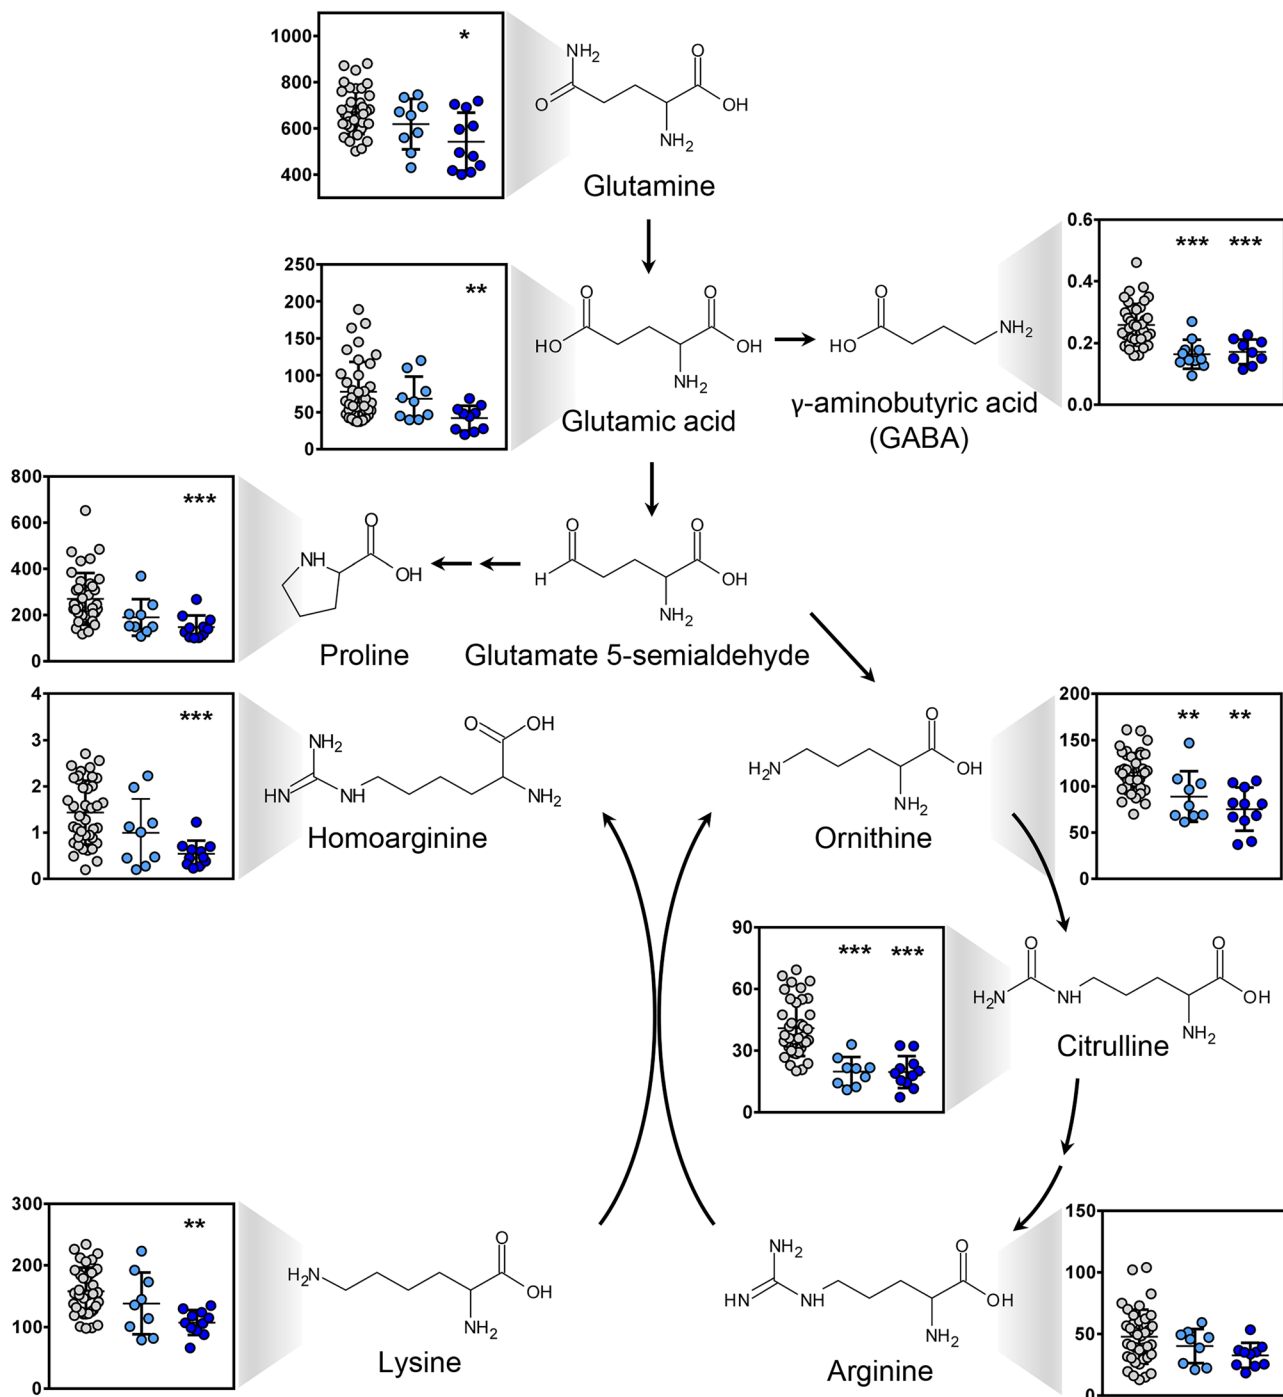 1000
800
600
400
*
NH2
O
O
OH
NH2
Glutamine
250
200
150
100
50
0
**
O
O
HO
OH
NH2
Glutamic acid
O
HO
NH2
γ-aminobutyric acid
(GABA)
0.6
0.4
0.2
0.0
*** ***
800
600
400
200
0
***
NH
O
OH
Proline
O
O
H
OH
NH2
Glutamate 5-semialdehyde
4
3
2
1
0
***
NH2
HN
NH
O
OH
NH2
Homoarginine
H2N
O
OH
NH2
Ornithine
200
150
100
50
0
** **
90
60
30
0
*** ***
O
H2N
NH
O
OH
NH2
Citrulline
300
200
100
0
**
H2N
O
OH
NH2
Lysine
NH2
HN
NH
O
OH
NH2
Arginine
150
100
50
0